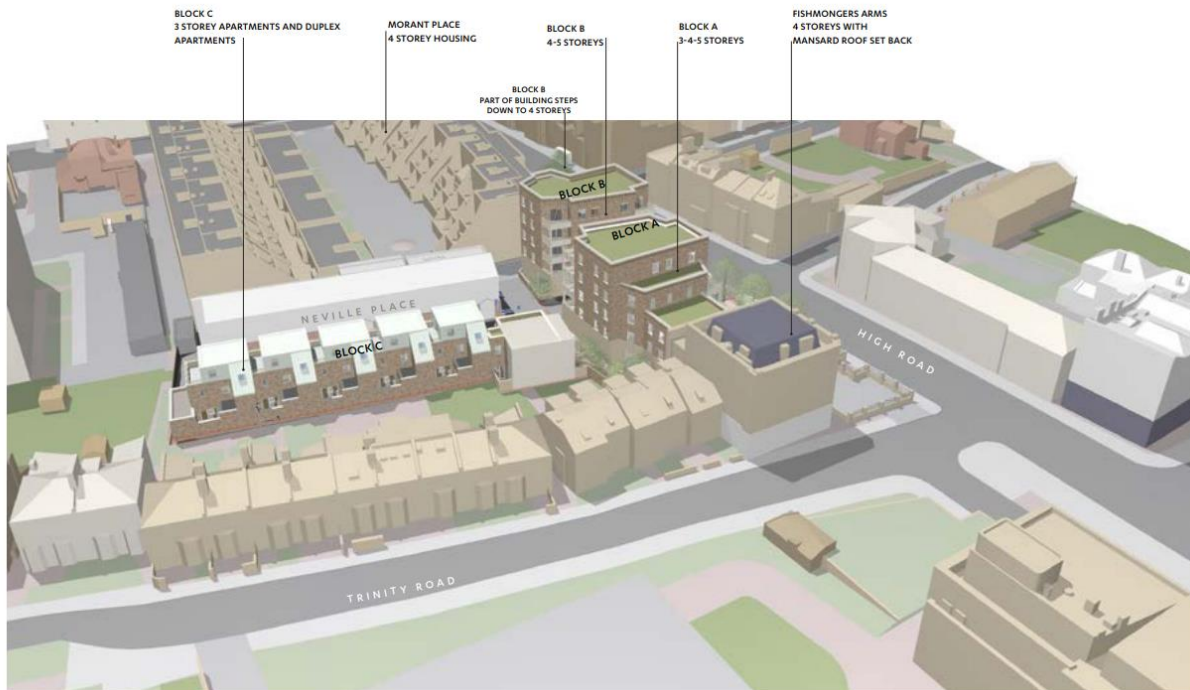 BLOCK C
3 STOREY APARTMENTS AND DUPLEX
APARTMENTS
MORANT PLACE
4 STOREY HOUSING
BLOCK B
4-5 STOREYS
BLOCK A
3-4-5 STOREYS
FISHMONGERS ARMS
4 STOREYS WITH
MANSARD ROOF SET BACK
BLOCK B
PART OF BUILDING STEPS
DOWN TO 4 STOREYS
BLOCK B
BLOCK A
NEVILLE PLACE
BLOCK C
HIGH ROAD
TRINITY ROAD